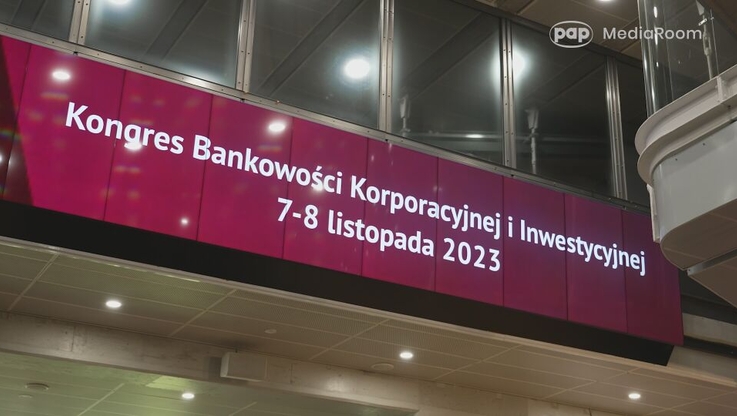 pap MediaRoom
Kongres Bankowości Korporacyjnej i Inwestycyjnej
7-8 listopada 2023